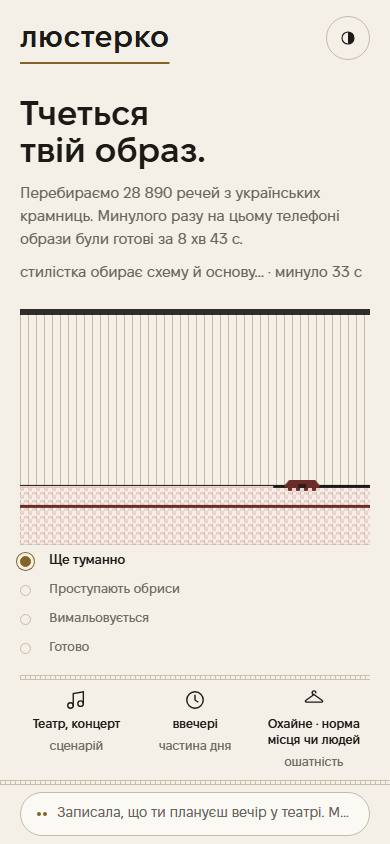 люстерко
Тчеться
твій образ.
Перебираємо 28 890 речей з українських
крамниць. Минулого разу на цьому телефоні
образи були готові за 8 хв 43 с.
стилістка обирає схему й основу... · минуло 33 с
Ще туманно
Проступають обриси
Вимальовується
Готово
Театр, концерт
сценарій
ввечері
частина дня
Охайне · норма
місця чи людей
ошатність
Записала, що ти плануєш вечір у театрі. М...